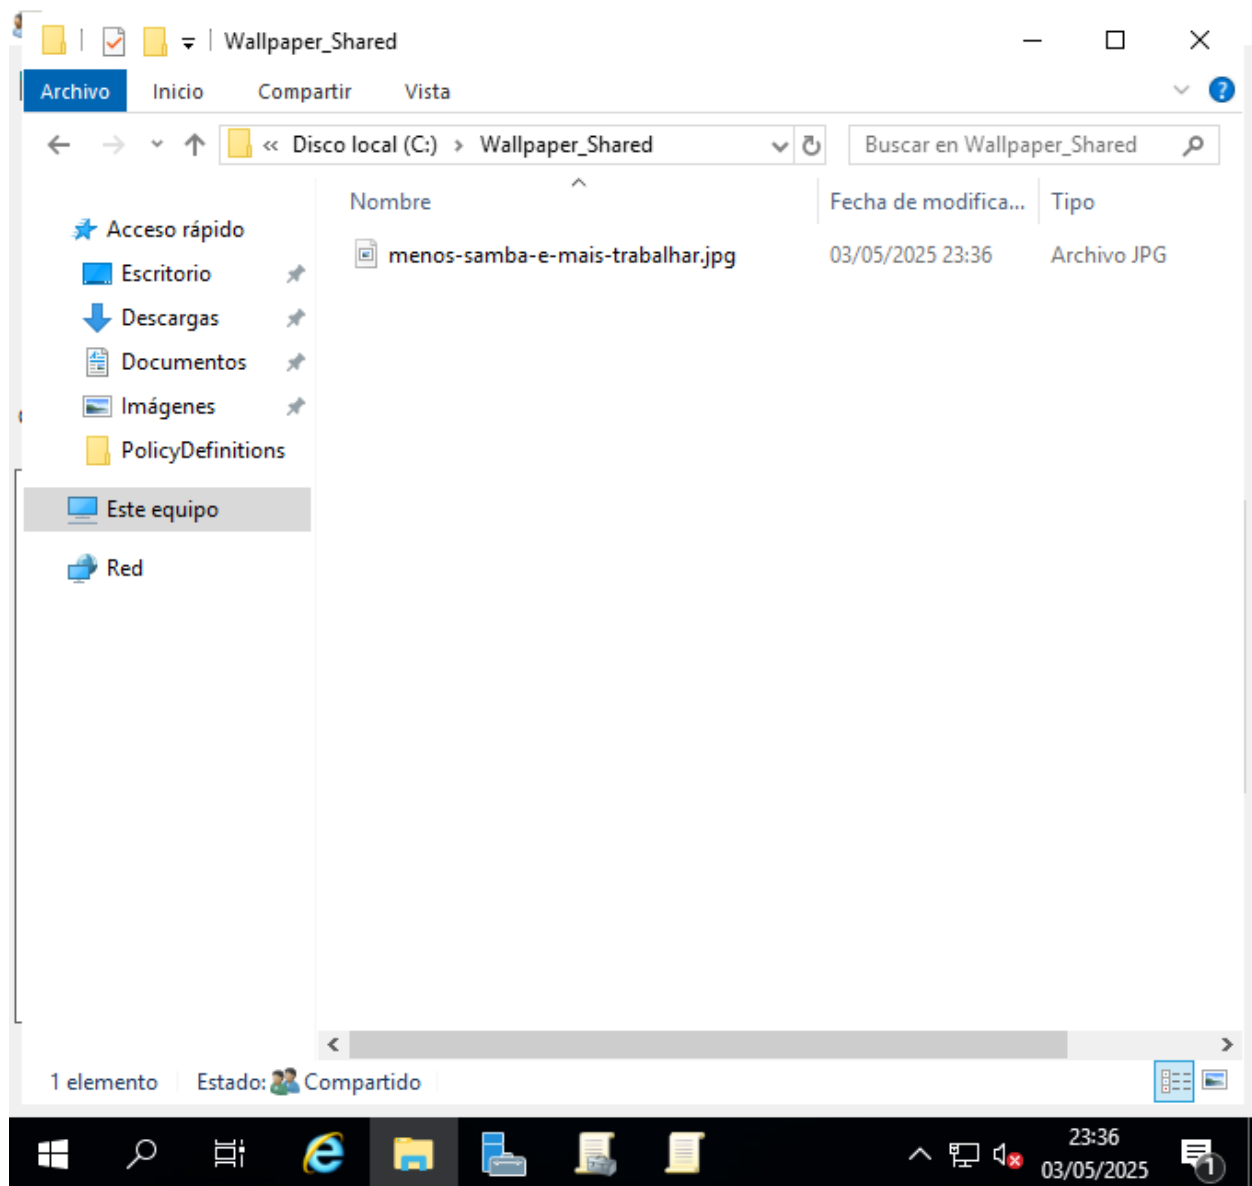 Wallpaper_Shared
Archivo Inicio Compartir Vista
Disco local (C:) Wallpaper_Shared Buscar en Wallpaper_Shared
Nombre Fecha de modifica... Tipo
Acceso rápido
menos-samba-e-mais-trabalhar.jpg 03/05/2025 23:36 Archivo JPG
Escritorio
Descargas
Documentos
Imágenes
PolicyDefinitions
Este equipo
Red
1 elemento Estado: Compartido
23:36
03/05/2025
1